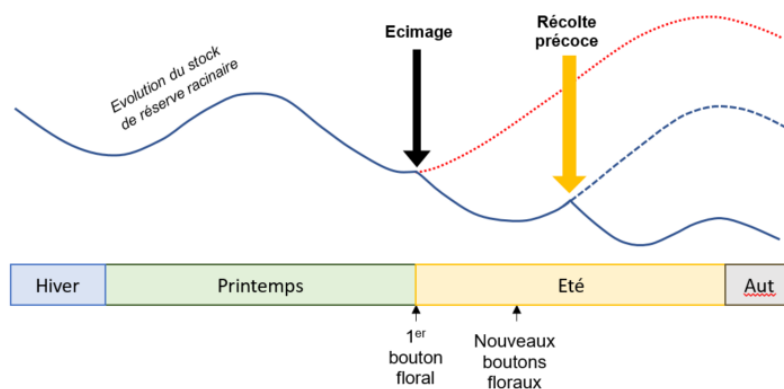 Ecimage
Récolte
précoce
Evolution du stock
de réserve racinaire
Hiver
Printemps
Eté
Aut
1er
bouton
floral
Nouveaux
boutons
floraux